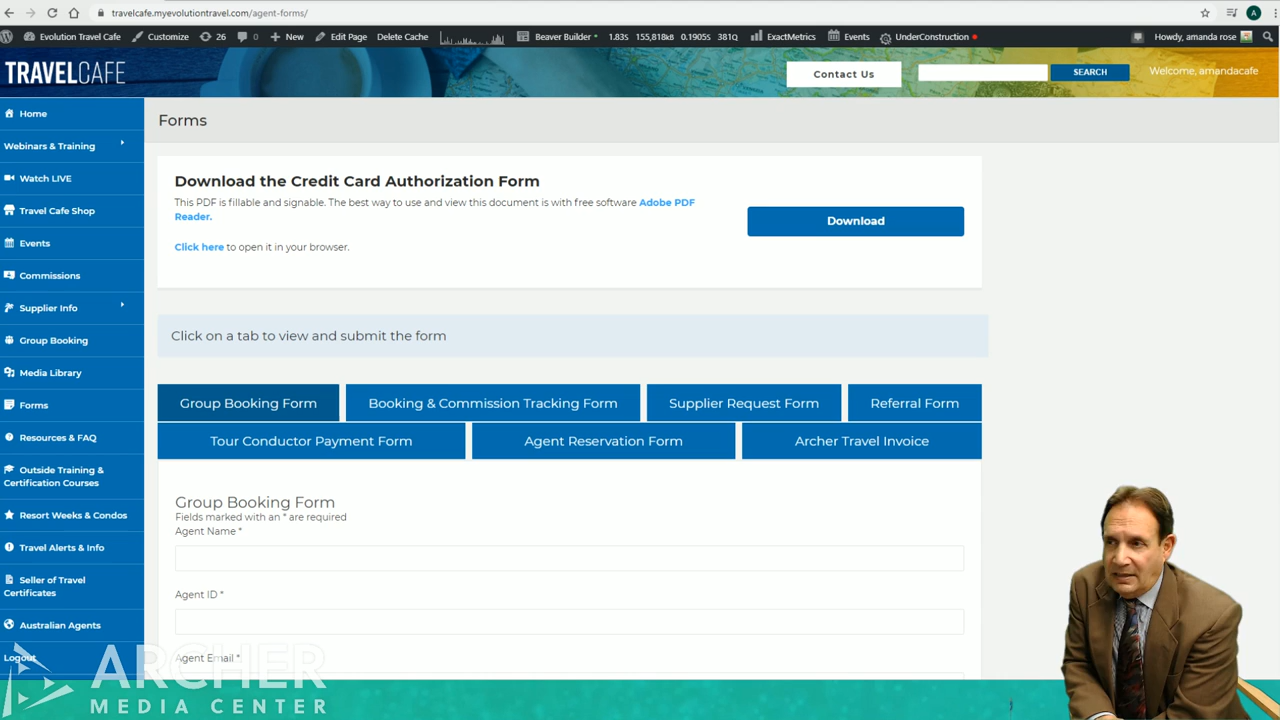 travelcafe.myevolutiontravel.com/agent-forms/
A
Evolution Travel Cafe Customize 26 0 New Edit Page Delete Cache Beaver Builder 1.83s 155,818kB 0.1905s 381Q ExactMetrics Events UnderConstruction Howdy, amanda rose
TRAVELCAFE
Contact Us
SEARCH
Welcome, amandacafe
Home
Webinars & Training
Watch LIVE
Travel Cafe Shop
Events
Commissions
Supplier Info
Group Booking
Media Library
Forms
Resources & FAQ
Outside Training &
Certification Courses
Resort Weeks & Condos
Travel Alerts & Info
Seller of Travel
Certificates
Australian Agents
Logout
Forms
Download the Credit Card Authorization Form
This PDF is fillable and signable. The best way to use and view this document is with free software Adobe PDF
Reader.
Click here to open it in your browser.
Download
Click on a tab to view and submit the form
Group Booking Form
Booking & Commission Tracking Form
Supplier Request Form
Referral Form
Tour Conductor Payment Form
Agent Reservation Form
Archer Travel Invoice
Group Booking Form
Fields marked with an * are required
Agent Name *
Agent ID *
Agent Email *
ARCHER
MEDIA CENTER